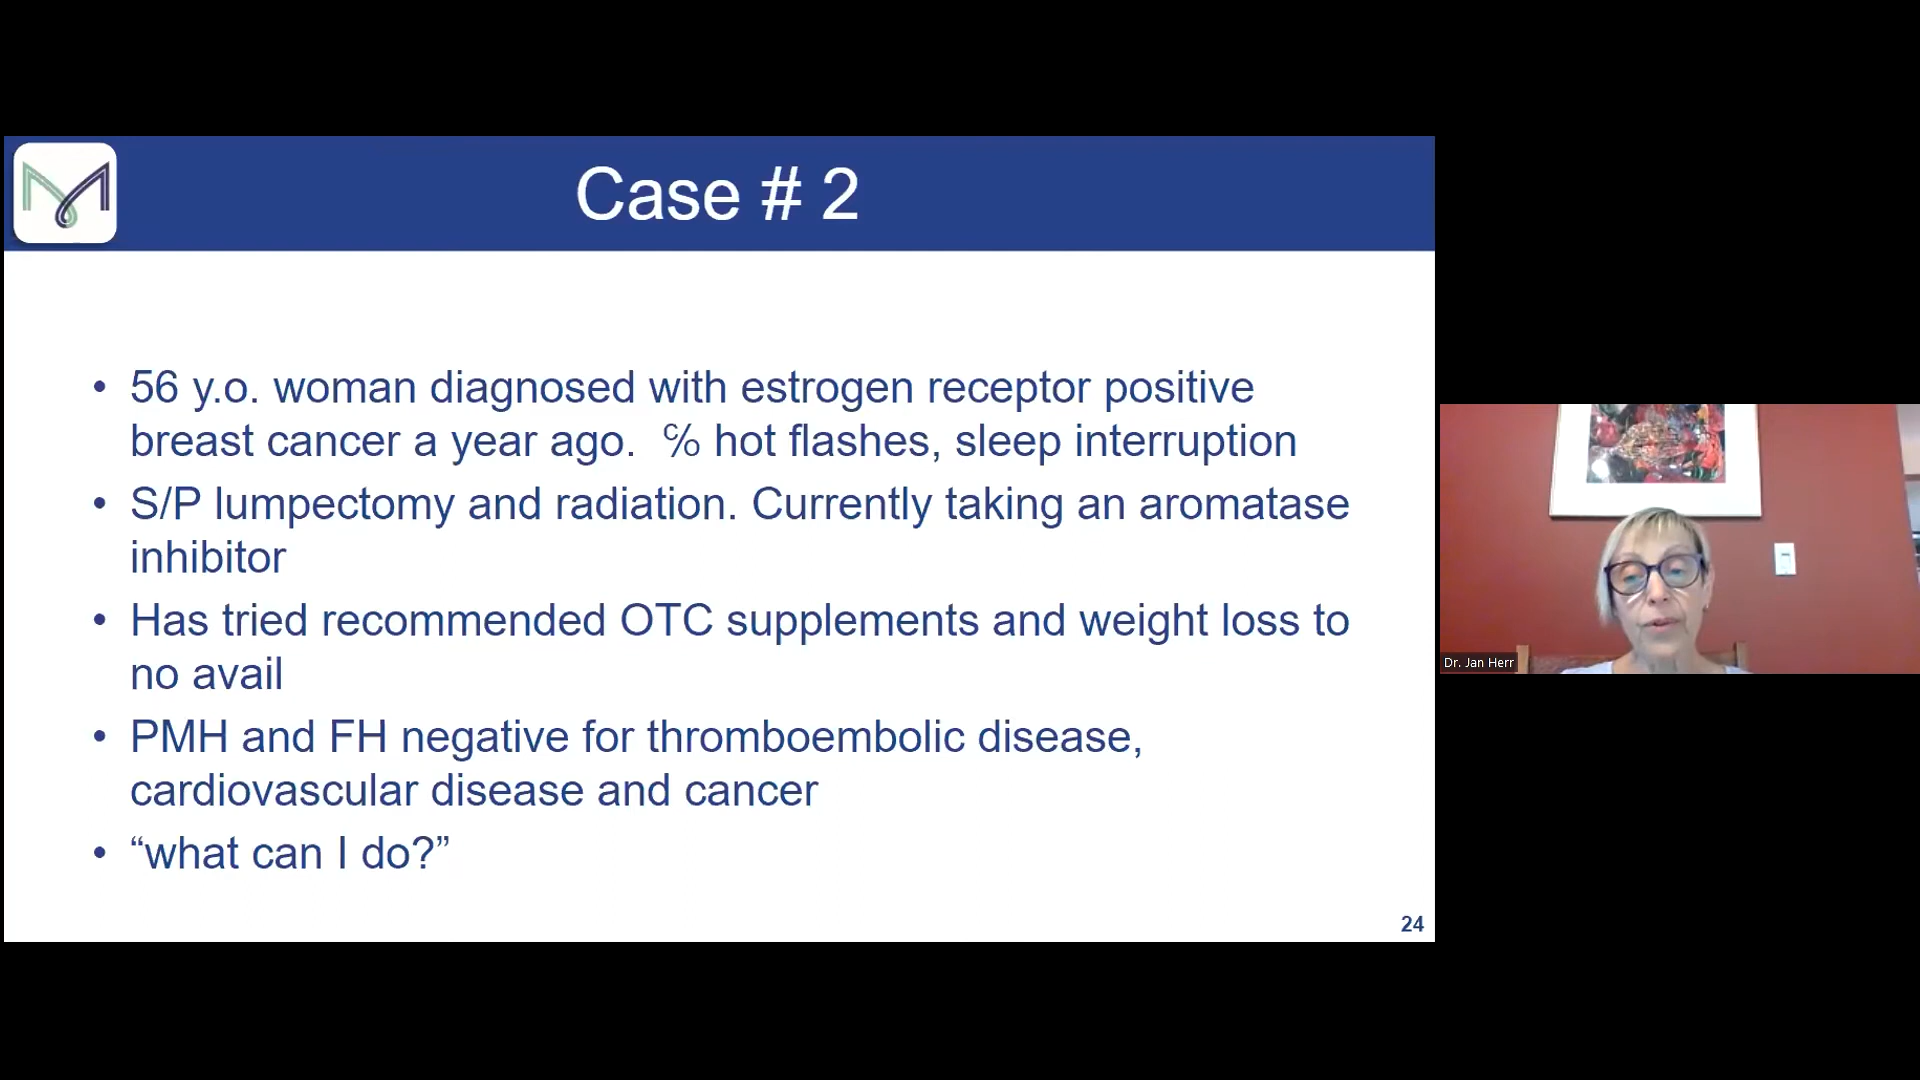 Case # 2
• 56 y.o. woman diagnosed with estrogen receptor positive
breast cancer a year ago. ℅ hot flashes, sleep interruption
• S/P lumpectomy and radiation. Currently taking an aromatase
inhibitor
• Has tried recommended OTC supplements and weight loss to
no avail
• PMH and FH negative for thromboembolic disease,
cardiovascular disease and cancer
• “what can I do?”
24
Dr. Jan Herr